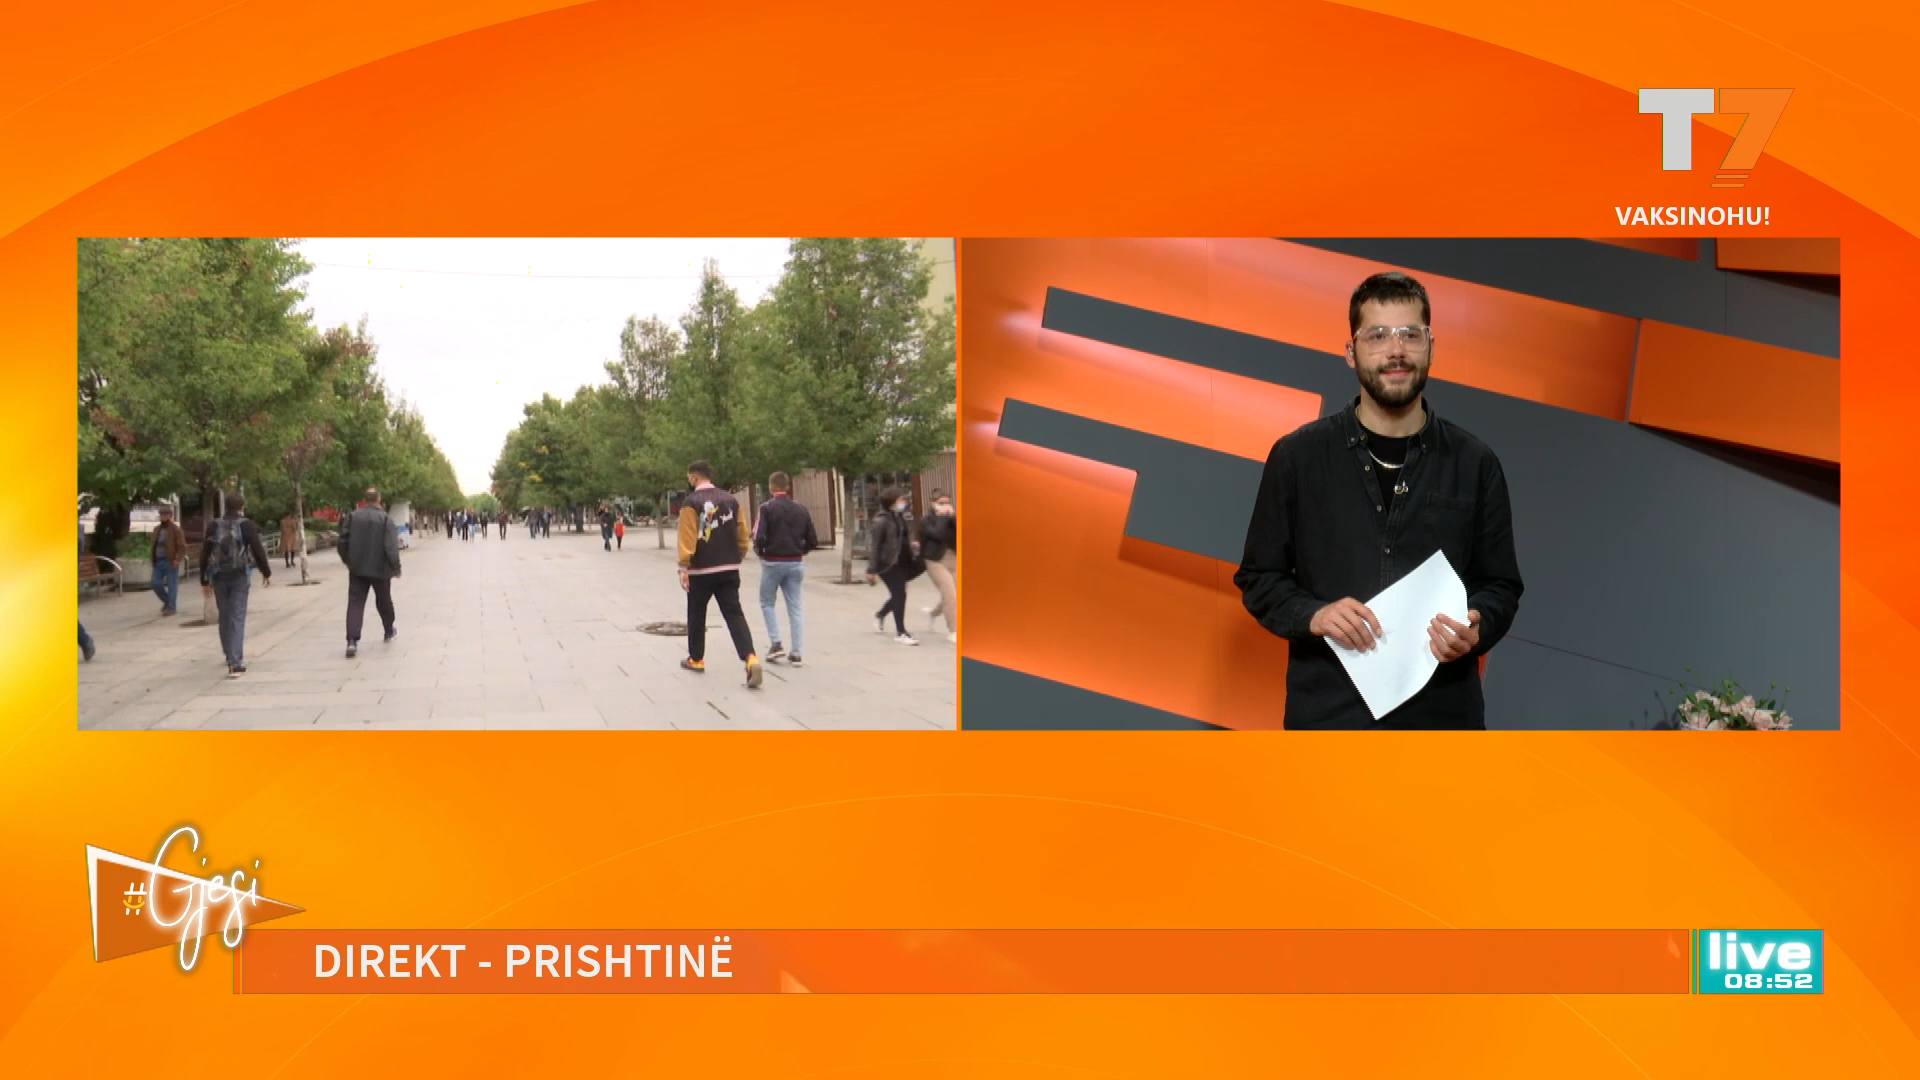 T7
VAKSINOHU!
#Gjesi
DIREKT - PRISHTINË
live
08:52